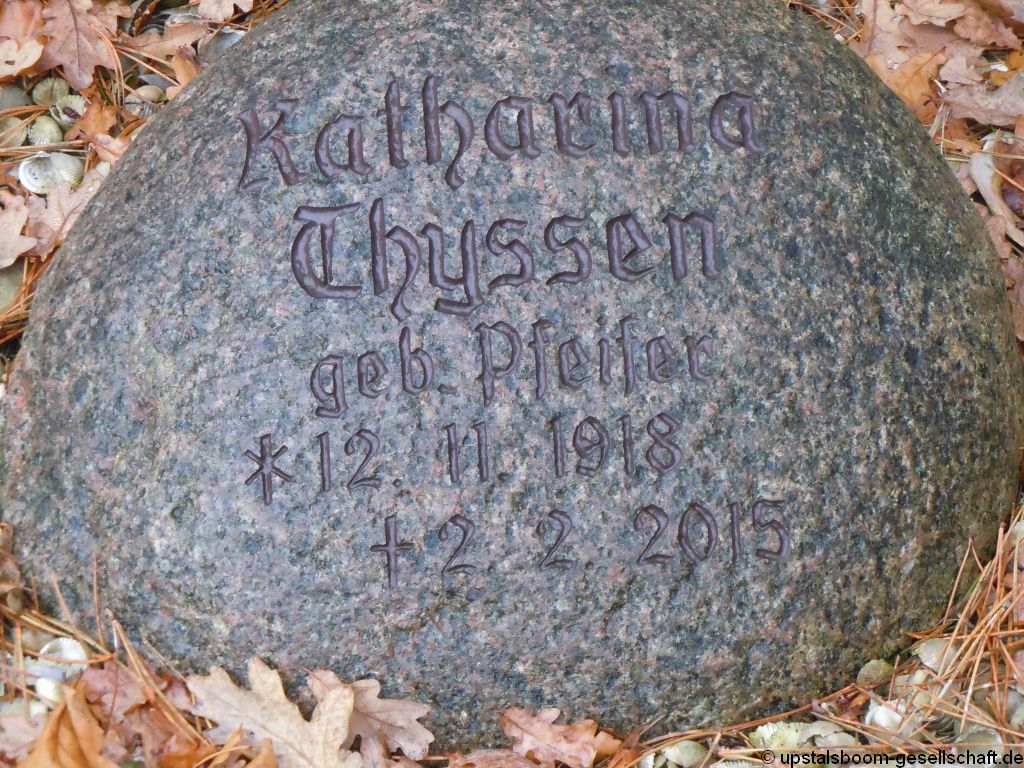 Katharina
Thyssen
geb. Pfeifer
* 12. 11. 1918
† 2. 2. 2015
© upstalsboom-gesellschaft.de